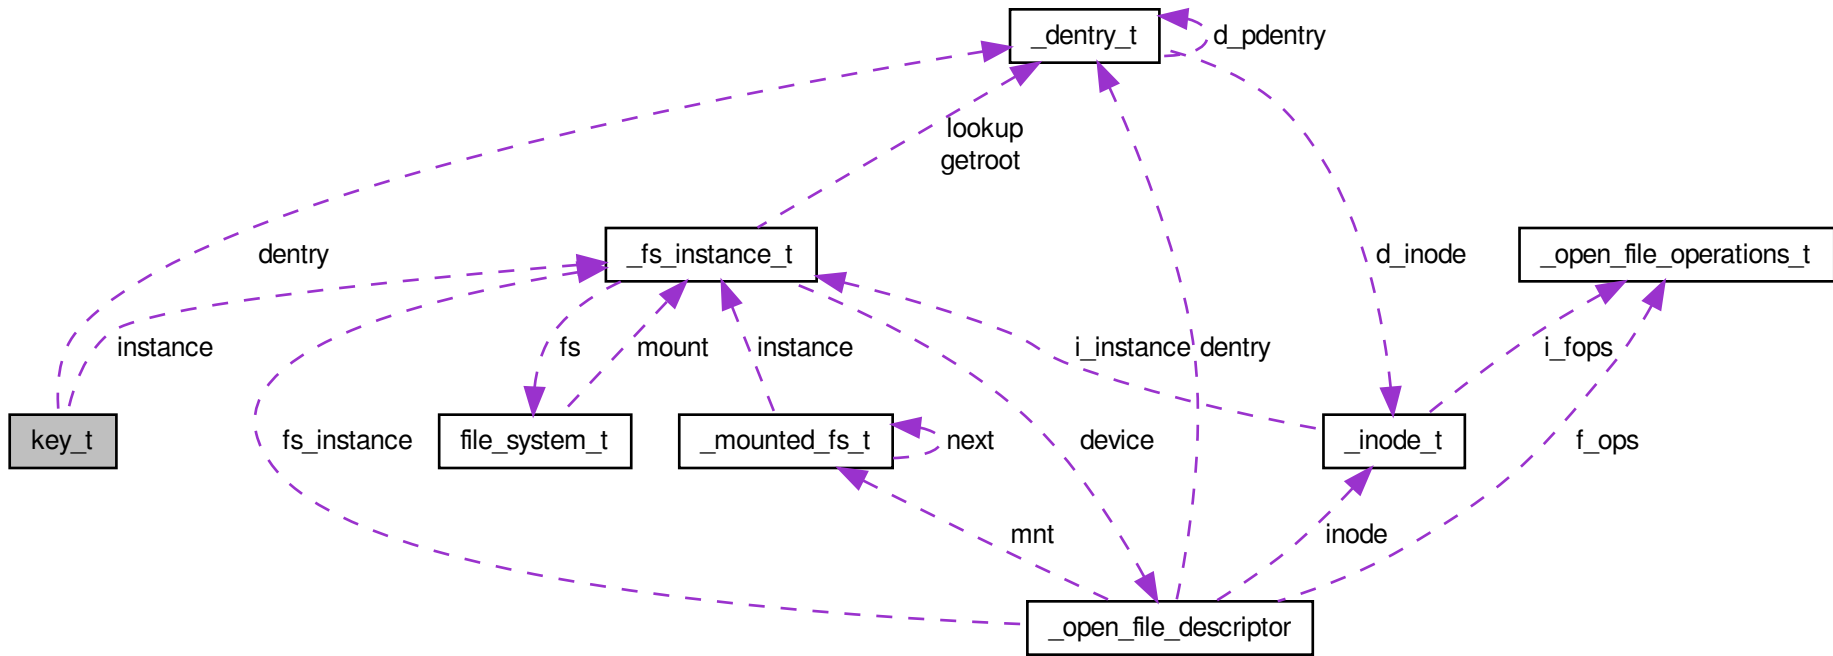 _dentry_t
d_pdentry
lookup
getroot
dentry
_fs_instance_t
d_inode
_open_file_operations_t
instance
fs
mount
instance
i_instance
dentry
i_fops
key_t
fs_instance
file_system_t
_mounted_fs_t
next
device
_inode_t
f_ops
mnt
inode
_open_file_descriptor